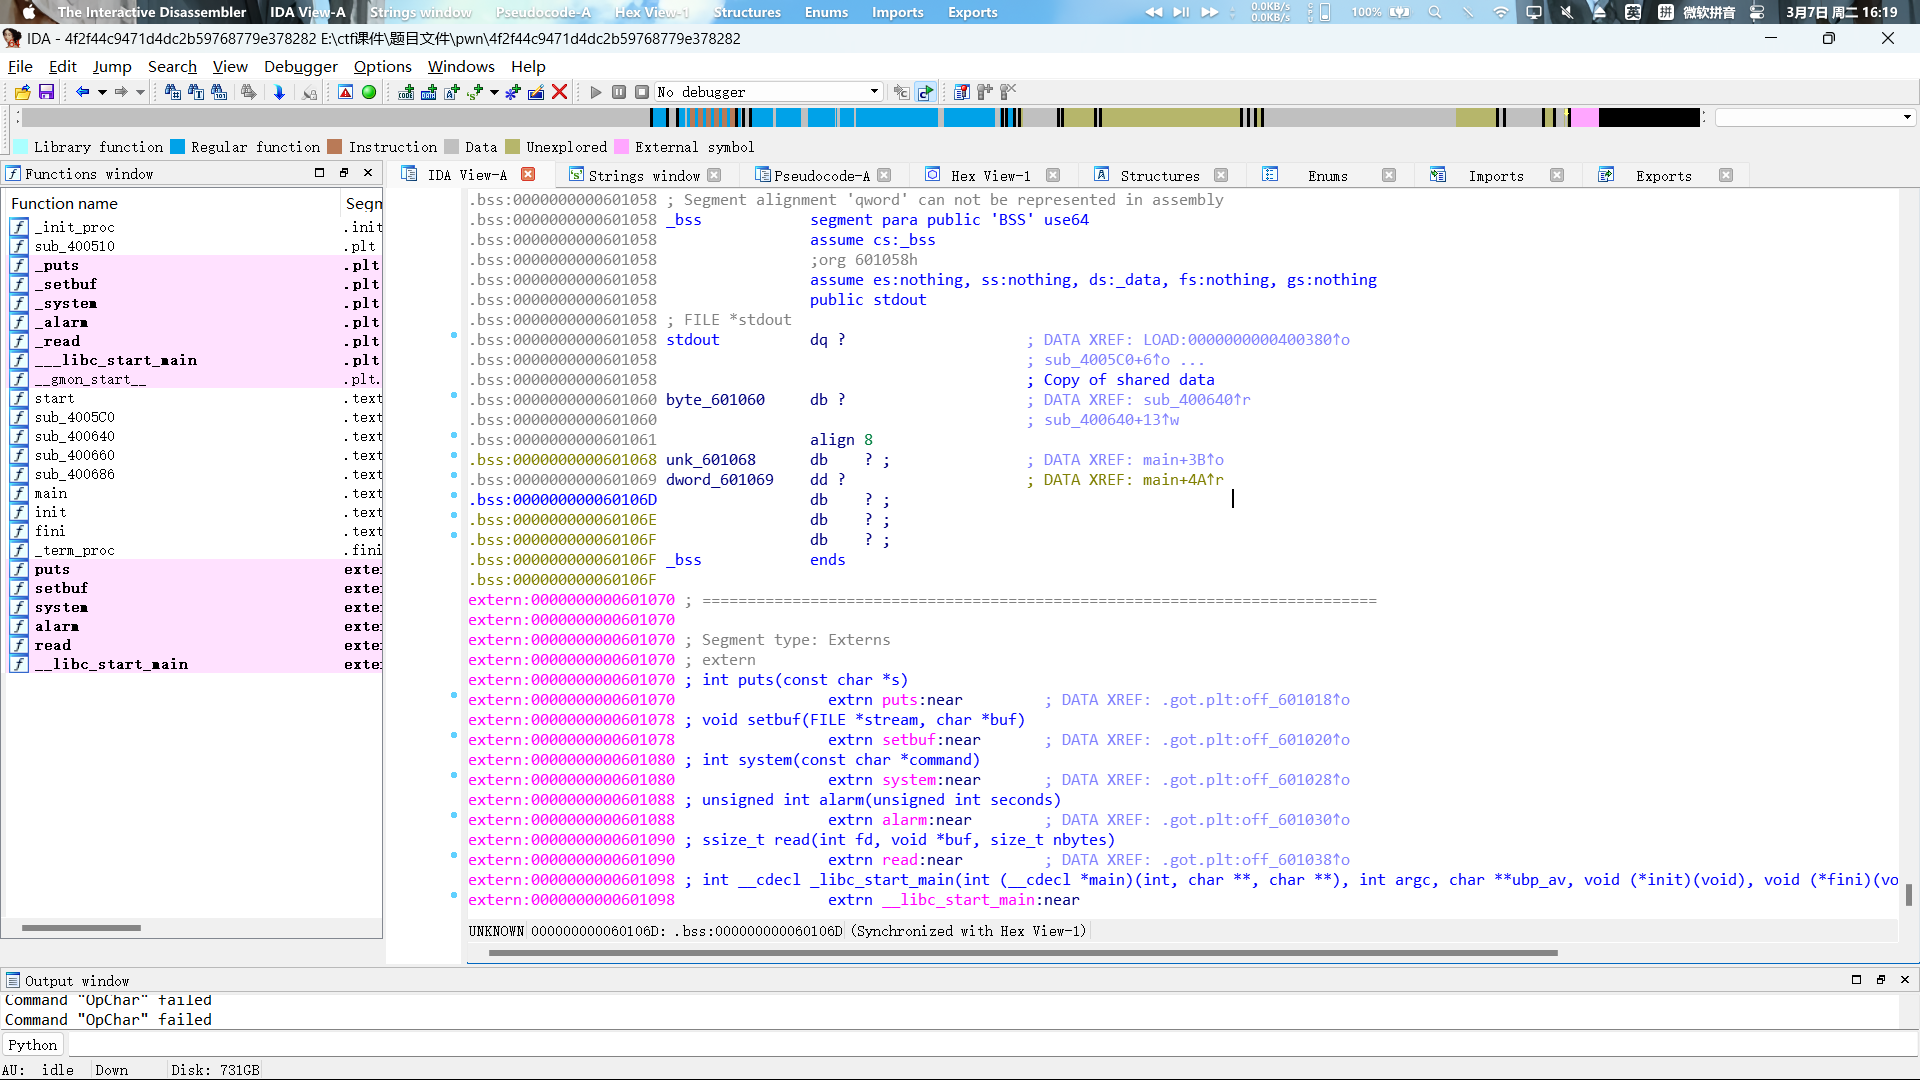 The Interactive Disassembler IDA View-A Strings window Pseudocode-A Hex View-1 Structures Enums Imports Exports 0.0KB/s 0.0KB/s 100% 英 拼 微软拼音 3月7日 周二 16:19
IDA - 4f2f44c9471d4dc2b59768779e378282 E:\ctf课件\题目文件\pwn\4f2f44c9471d4dc2b59768779e378282
File Edit Jump Search View Debugger Options Windows Help
No debugger
Library function Regular function Instruction Data Unexplored External symbol
Functions window
IDA View-A Strings window Pseudocode-A Hex View-1 Structures Enums Imports Exports
Function name Segn
_init_proc .init
sub_400510 .plt
_puts .plt
_setbuf .plt
_system .plt
_alarm .plt
_read .plt
___libc_start_main .plt
__gmon_start__ .plt.
start .text
sub_4005C0 .text
sub_400640 .text
sub_400660 .text
sub_400686 .text
main .text
init .text
fini .text
_term_proc .fini
puts exte
setbuf exte
system exte
alarm exte
read exte
__libc_start_main exte
.bss:0000000000601058 ; Segment alignment 'qword' can not be represented in assembly
.bss:0000000000601058 _bss segment para public 'BSS' use64
.bss:0000000000601058 assume cs:_bss
.bss:0000000000601058 ;org 601058h
.bss:0000000000601058 assume es:nothing, ss:nothing, ds:_data, fs:nothing, gs:nothing
.bss:0000000000601058 public stdout
.bss:0000000000601058 ; FILE *stdout
.bss:0000000000601058 stdout dq ? ; DATA XREF: LOAD:0000000000400380↑o
.bss:0000000000601058 ; sub_4005C0+6↑o ...
.bss:0000000000601058 ; Copy of shared data
.bss:0000000000601060 byte_601060 db ? ; DATA XREF: sub_400640↑r
.bss:0000000000601060 ; sub_400640+13↑w
.bss:0000000000601061 align 8
.bss:0000000000601068 unk_601068 db ? ; ; DATA XREF: main+3B↑o
.bss:0000000000601069 dword_601069 dd ? ; DATA XREF: main+4A↑r
.bss:000000000060106D db ? ;
.bss:000000000060106E db ? ;
.bss:000000000060106F db ? ;
.bss:000000000060106F _bss ends
.bss:000000000060106F
extern:0000000000601070 ; ===========================================================================
extern:0000000000601070
extern:0000000000601070 ; Segment type: Externs
extern:0000000000601070 ; extern
extern:0000000000601070 ; int puts(const char *s)
extern:0000000000601070 extrn puts:near ; DATA XREF: .got.plt:off_601018↑o
extern:0000000000601078 ; void setbuf(FILE *stream, char *buf)
extern:0000000000601078 extrn setbuf:near ; DATA XREF: .got.plt:off_601020↑o
extern:0000000000601080 ; int system(const char *command)
extern:0000000000601080 extrn system:near ; DATA XREF: .got.plt:off_601028↑o
extern:0000000000601088 ; unsigned int alarm(unsigned int seconds)
extern:0000000000601088 extrn alarm:near ; DATA XREF: .got.plt:off_601030↑o
extern:0000000000601090 ; ssize_t read(int fd, void *buf, size_t nbytes)
extern:0000000000601090 extrn read:near ; DATA XREF: .got.plt:off_601038↑o
extern:0000000000601098 ; int __cdecl _libc_start_main(int (__cdecl *main)(int, char **, char **), int argc, char **ubp_av, void (*init)(void), void (*fini)(vo
extern:0000000000601098 extrn __libc_start_main:near
UNKNOWN 000000000060106D: .bss:000000000060106D (Synchronized with Hex View-1)
Output window
Command "OpChar" failed
Command "OpChar" failed
Python
AU: idle Down Disk: 731GB